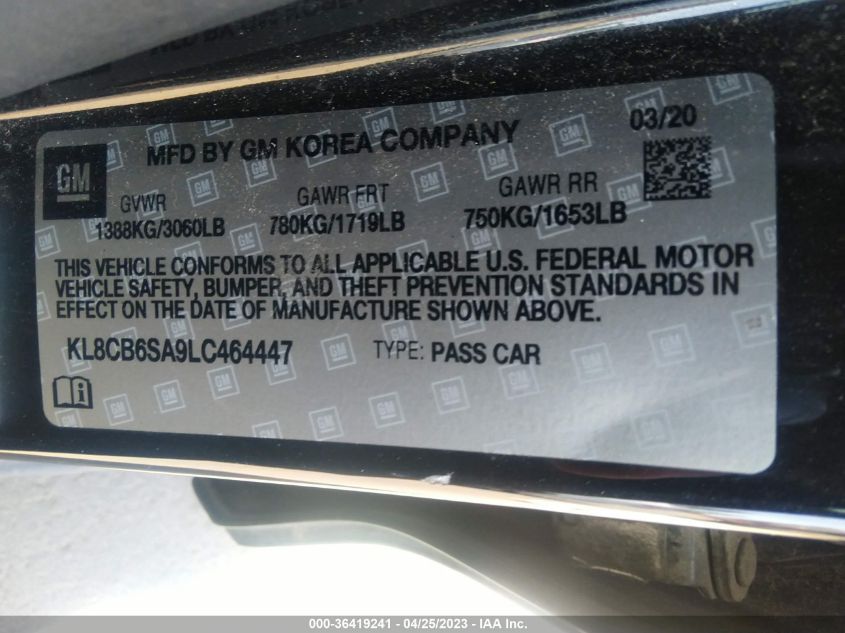 MFD BY GM KOREA COMPANY
03/20
GM
GVWR
GAWR FRT
GAWR RR
1388KG/3060LB
780KG/1719LB
750KG/1653LB
THIS VEHICLE CONFORMS TO ALL APPLICABLE U.S. FEDERAL MOTOR
VEHICLE SAFETY, BUMPER, AND THEFT PREVENTION STANDARDS IN
EFFECT ON THE DATE OF MANUFACTURE SHOWN ABOVE.
KL8CB6SA9LC464447
TYPE: PASS CAR
000-36419241 - 04/25/2023 - IAA Inc.